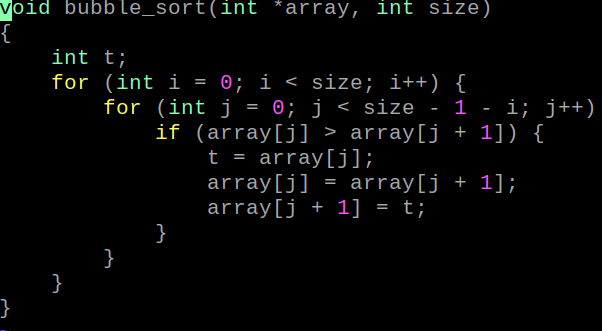 void bubble_sort(int *array, int size)
{
    int t;
    for (int i = 0; i < size; i++) {
        for (int j = 0; j < size - 1 - i; j++)
            if (array[j] > array[j + 1]) {
                t = array[j];
                array[j] = array[j + 1];
                array[j + 1] = t;
            }
        }
    }
}